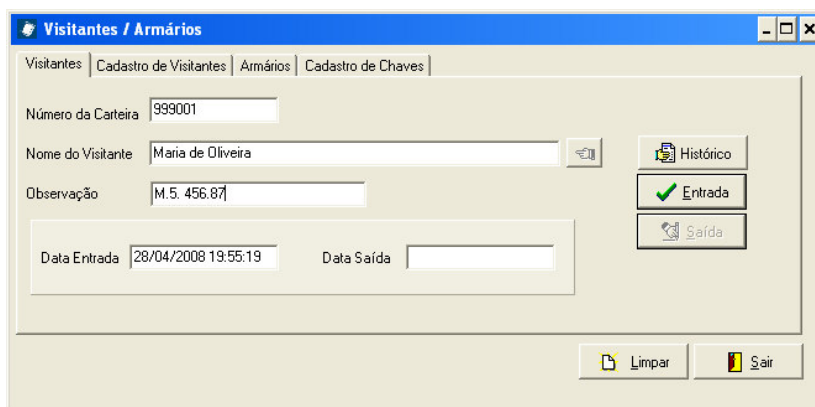 Visitantes / Armários
Visitantes Cadastro de Visitantes Armários Cadastro de Chaves
Número da Carteira 999001
Nome do Visitante Maria de Oliveira
Histórico
Observação M.5. 456.87
Entrada
Saída
Data Entrada 28/04/2008 19:55:19 Data Saída
Limpar Sair